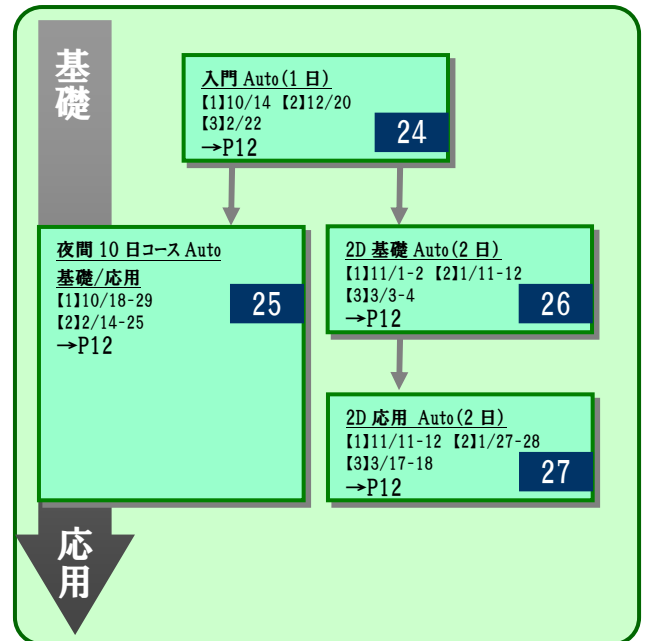 基礎
入門 Auto(1 日)
【1】10/14 【2】12/20
【3】2/22
→P12
24
夜間 10 日コース Auto
基礎/応用
【1】10/18-29
【2】2/14-25
→P12
25
2D 基礎 Auto(2 日)
【1】11/1-2 【2】1/11-12
【3】3/3-4
→P12
26
2D 応用 Auto(2 日)
【1】11/11-12 【2】1/27-28
【3】3/17-18
→P12
27
応用